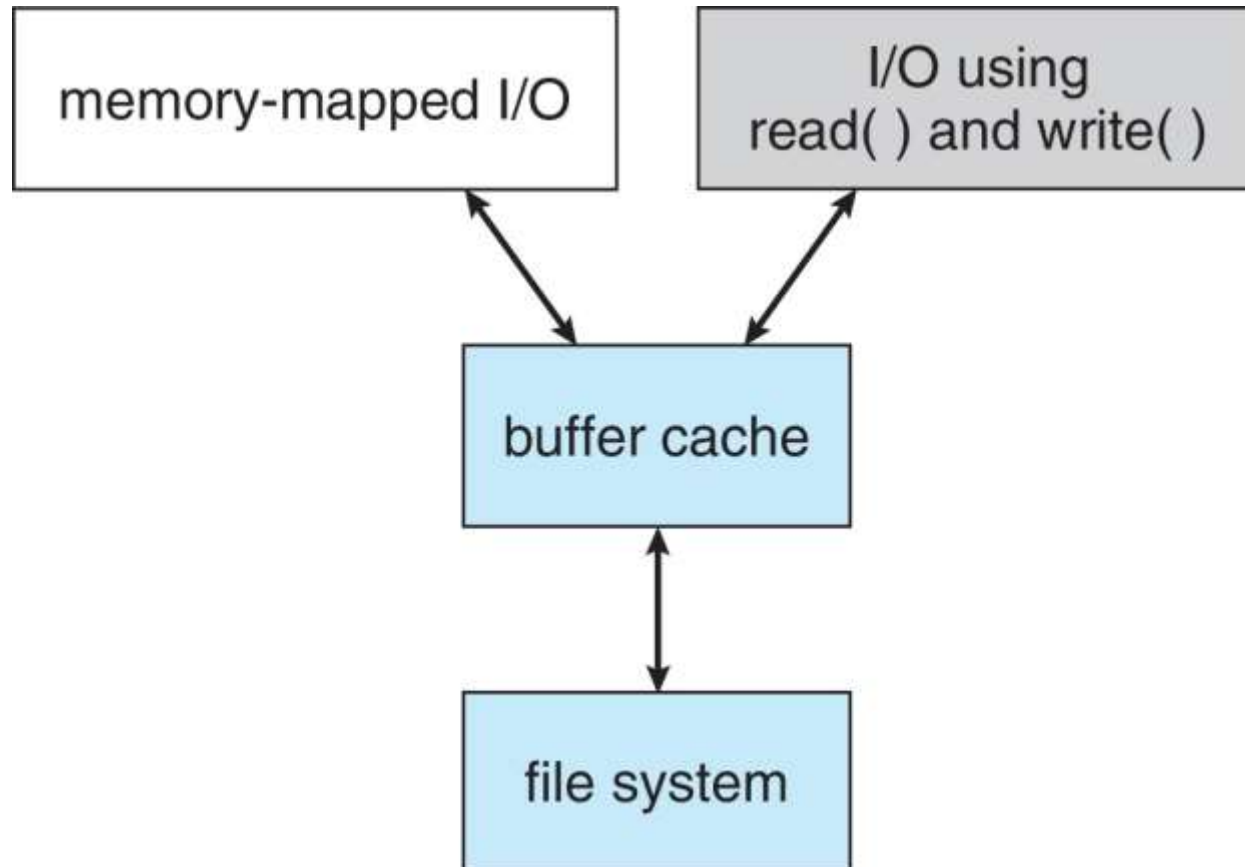 memory-mapped I/O
I/O using
read( ) and write( )
buffer cache
file system